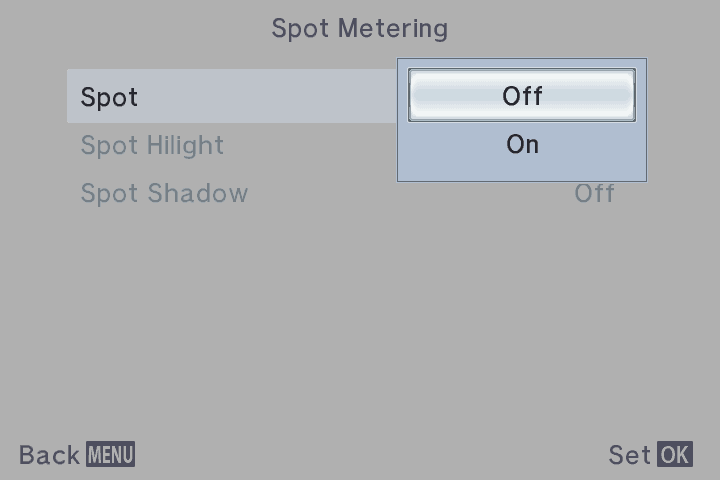 Spot Metering
Spot Off
Spot Hilight On
Spot Shadow Off
Back MENU Set OK